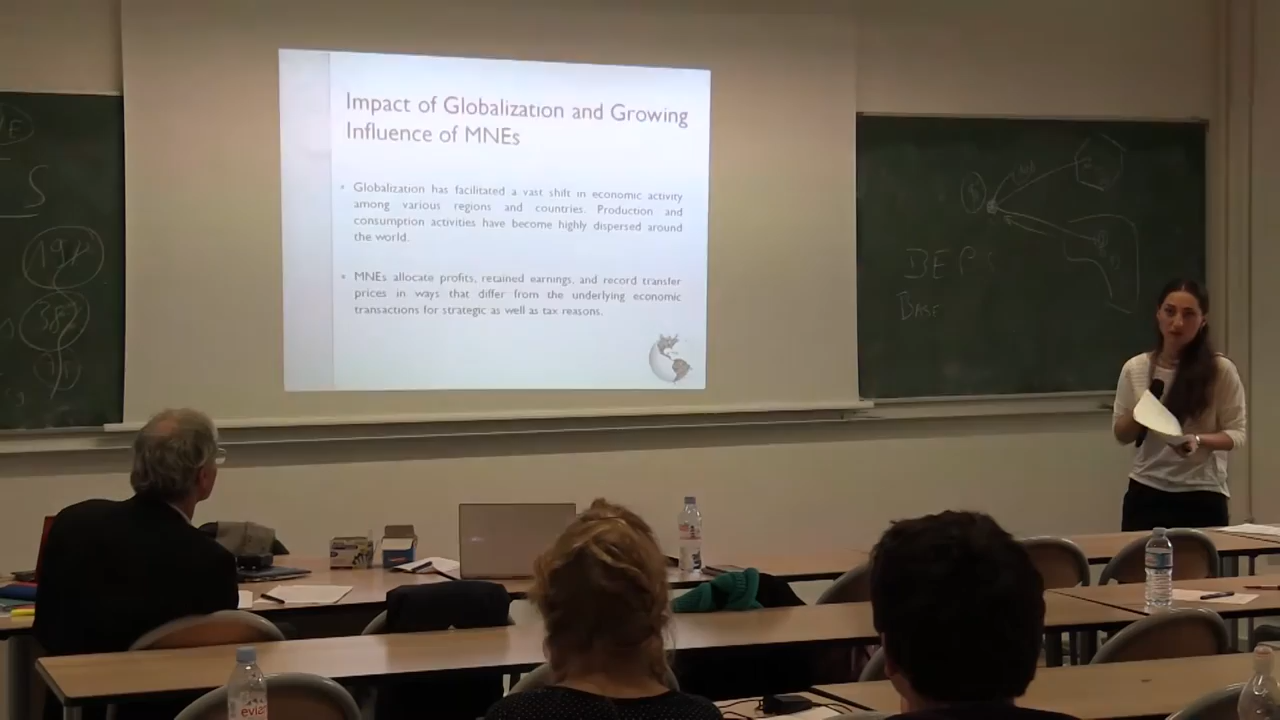 Impact of Globalization and Growing
Influence of MNEs
Globalization has facilitated a vast shift in economic activity
among various regions and countries. Production and
consumption activities have become highly dispersed around
the world.
MNEs allocate profits, retained earnings, and record transfer
prices in ways that differ from the underlying economic
transactions for strategic as well as tax reasons.
S
BEPS
BASE
evian